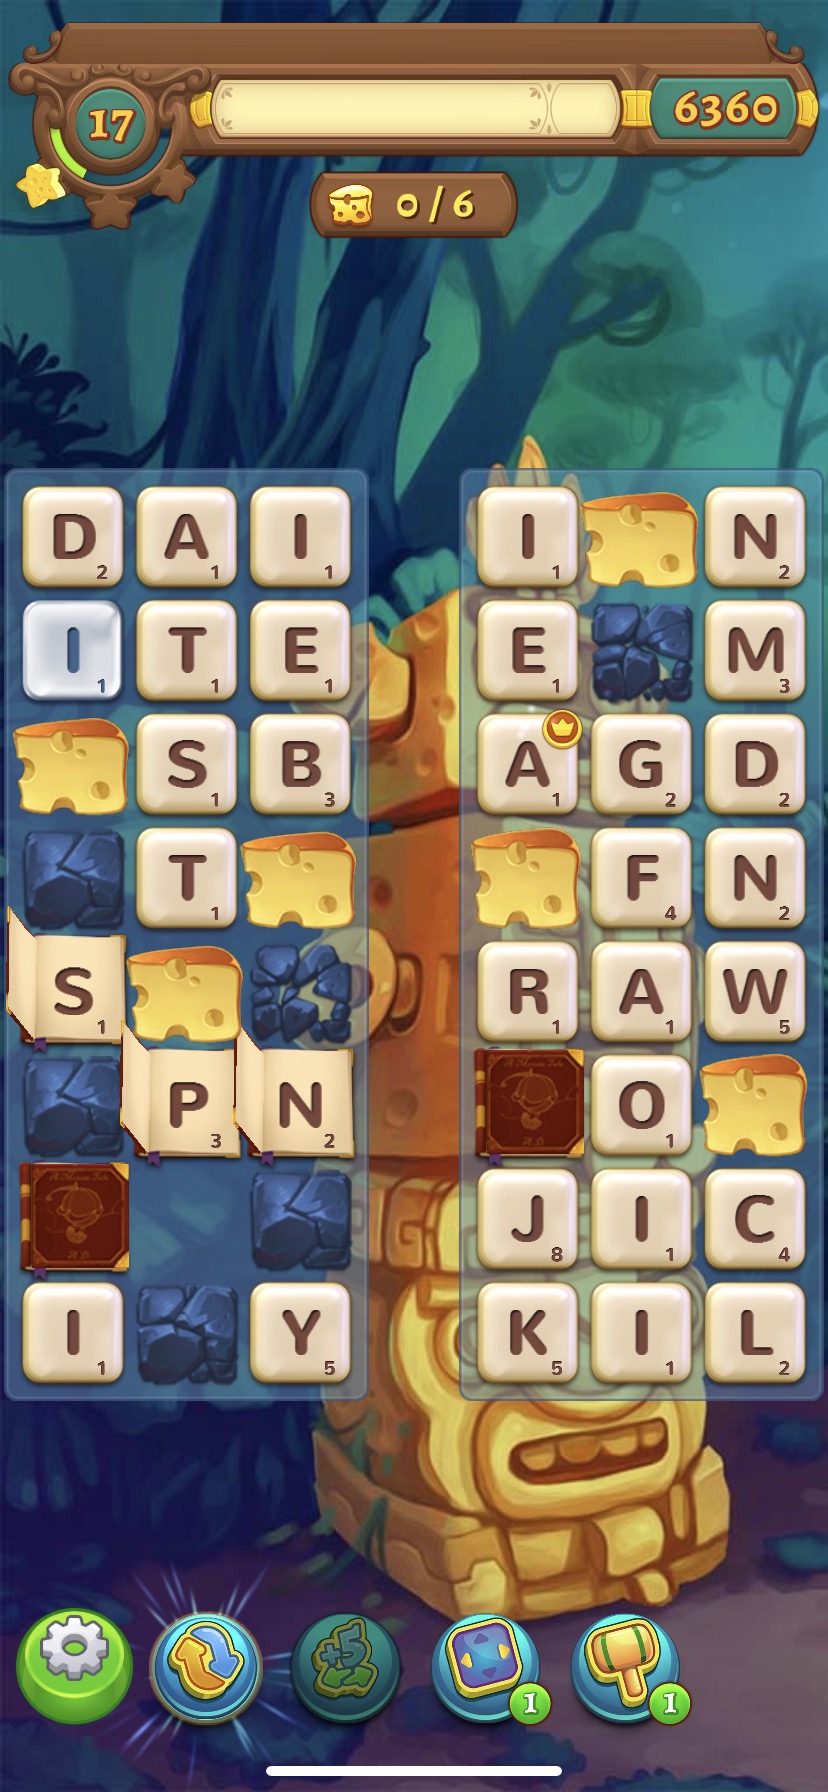 17 6360
0/6
D 2 A 1 I 1 I 1 N 2
I 1 T 1 E 1 E 1 M 3
S 1 B 3 A 1 G 2 D 2
T 1 F 4 N 2
S 1 R 1 A 1 W 5
P 3 N 2 O 1
J 8 I 1 C 4
I 1 Y 5 K 5 I 1 L 2
+5 1 1